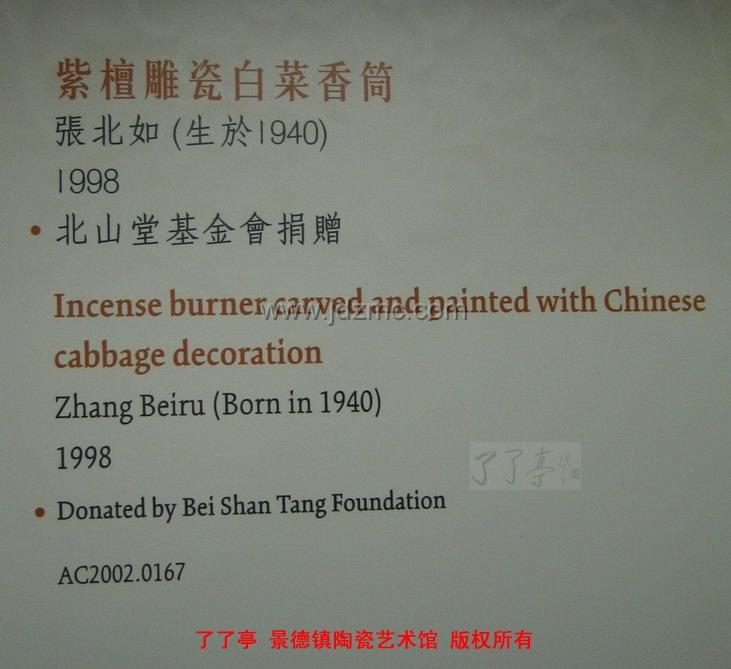 紫檀雕瓷白菜香筒
張北如 (生於1940)
1998
• 北山堂基金會捐贈
Incense burner carved and painted with Chinese
www.jdzmc.com
cabbage decoration
Zhang Beiru (Born in 1940)
1998
了了亭
• Donated by Bei Shan Tang Foundation
AC2002.0167
了了亭 景德镇陶瓷艺术馆 版权所有